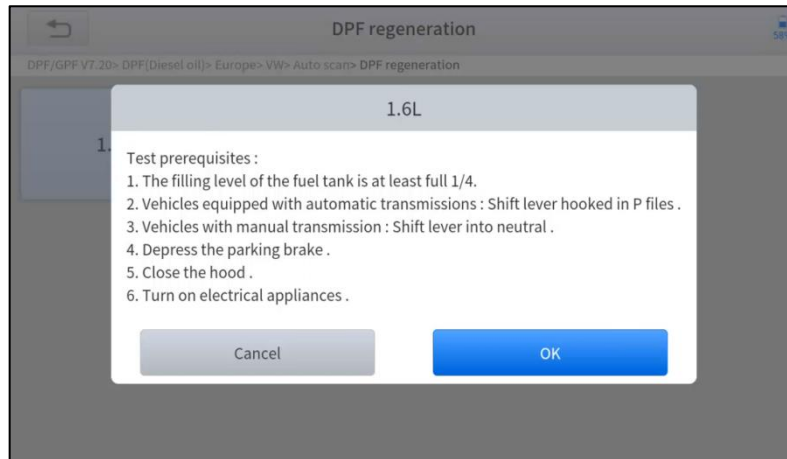 DPF regeneration
58%
DPF/GPF V7.20> DPF(Diesel oil)> Europe> VW> Auto scan> DPF regeneration
1.6L
1.
Test prerequisites :
1. The filling level of the fuel tank is at least full 1/4.
2. Vehicles equipped with automatic transmissions : Shift lever hooked in P files .
3. Vehicles with manual transmission : Shift lever into neutral .
4. Depress the parking brake .
5. Close the hood .
6. Turn on electrical appliances .
Cancel
OK